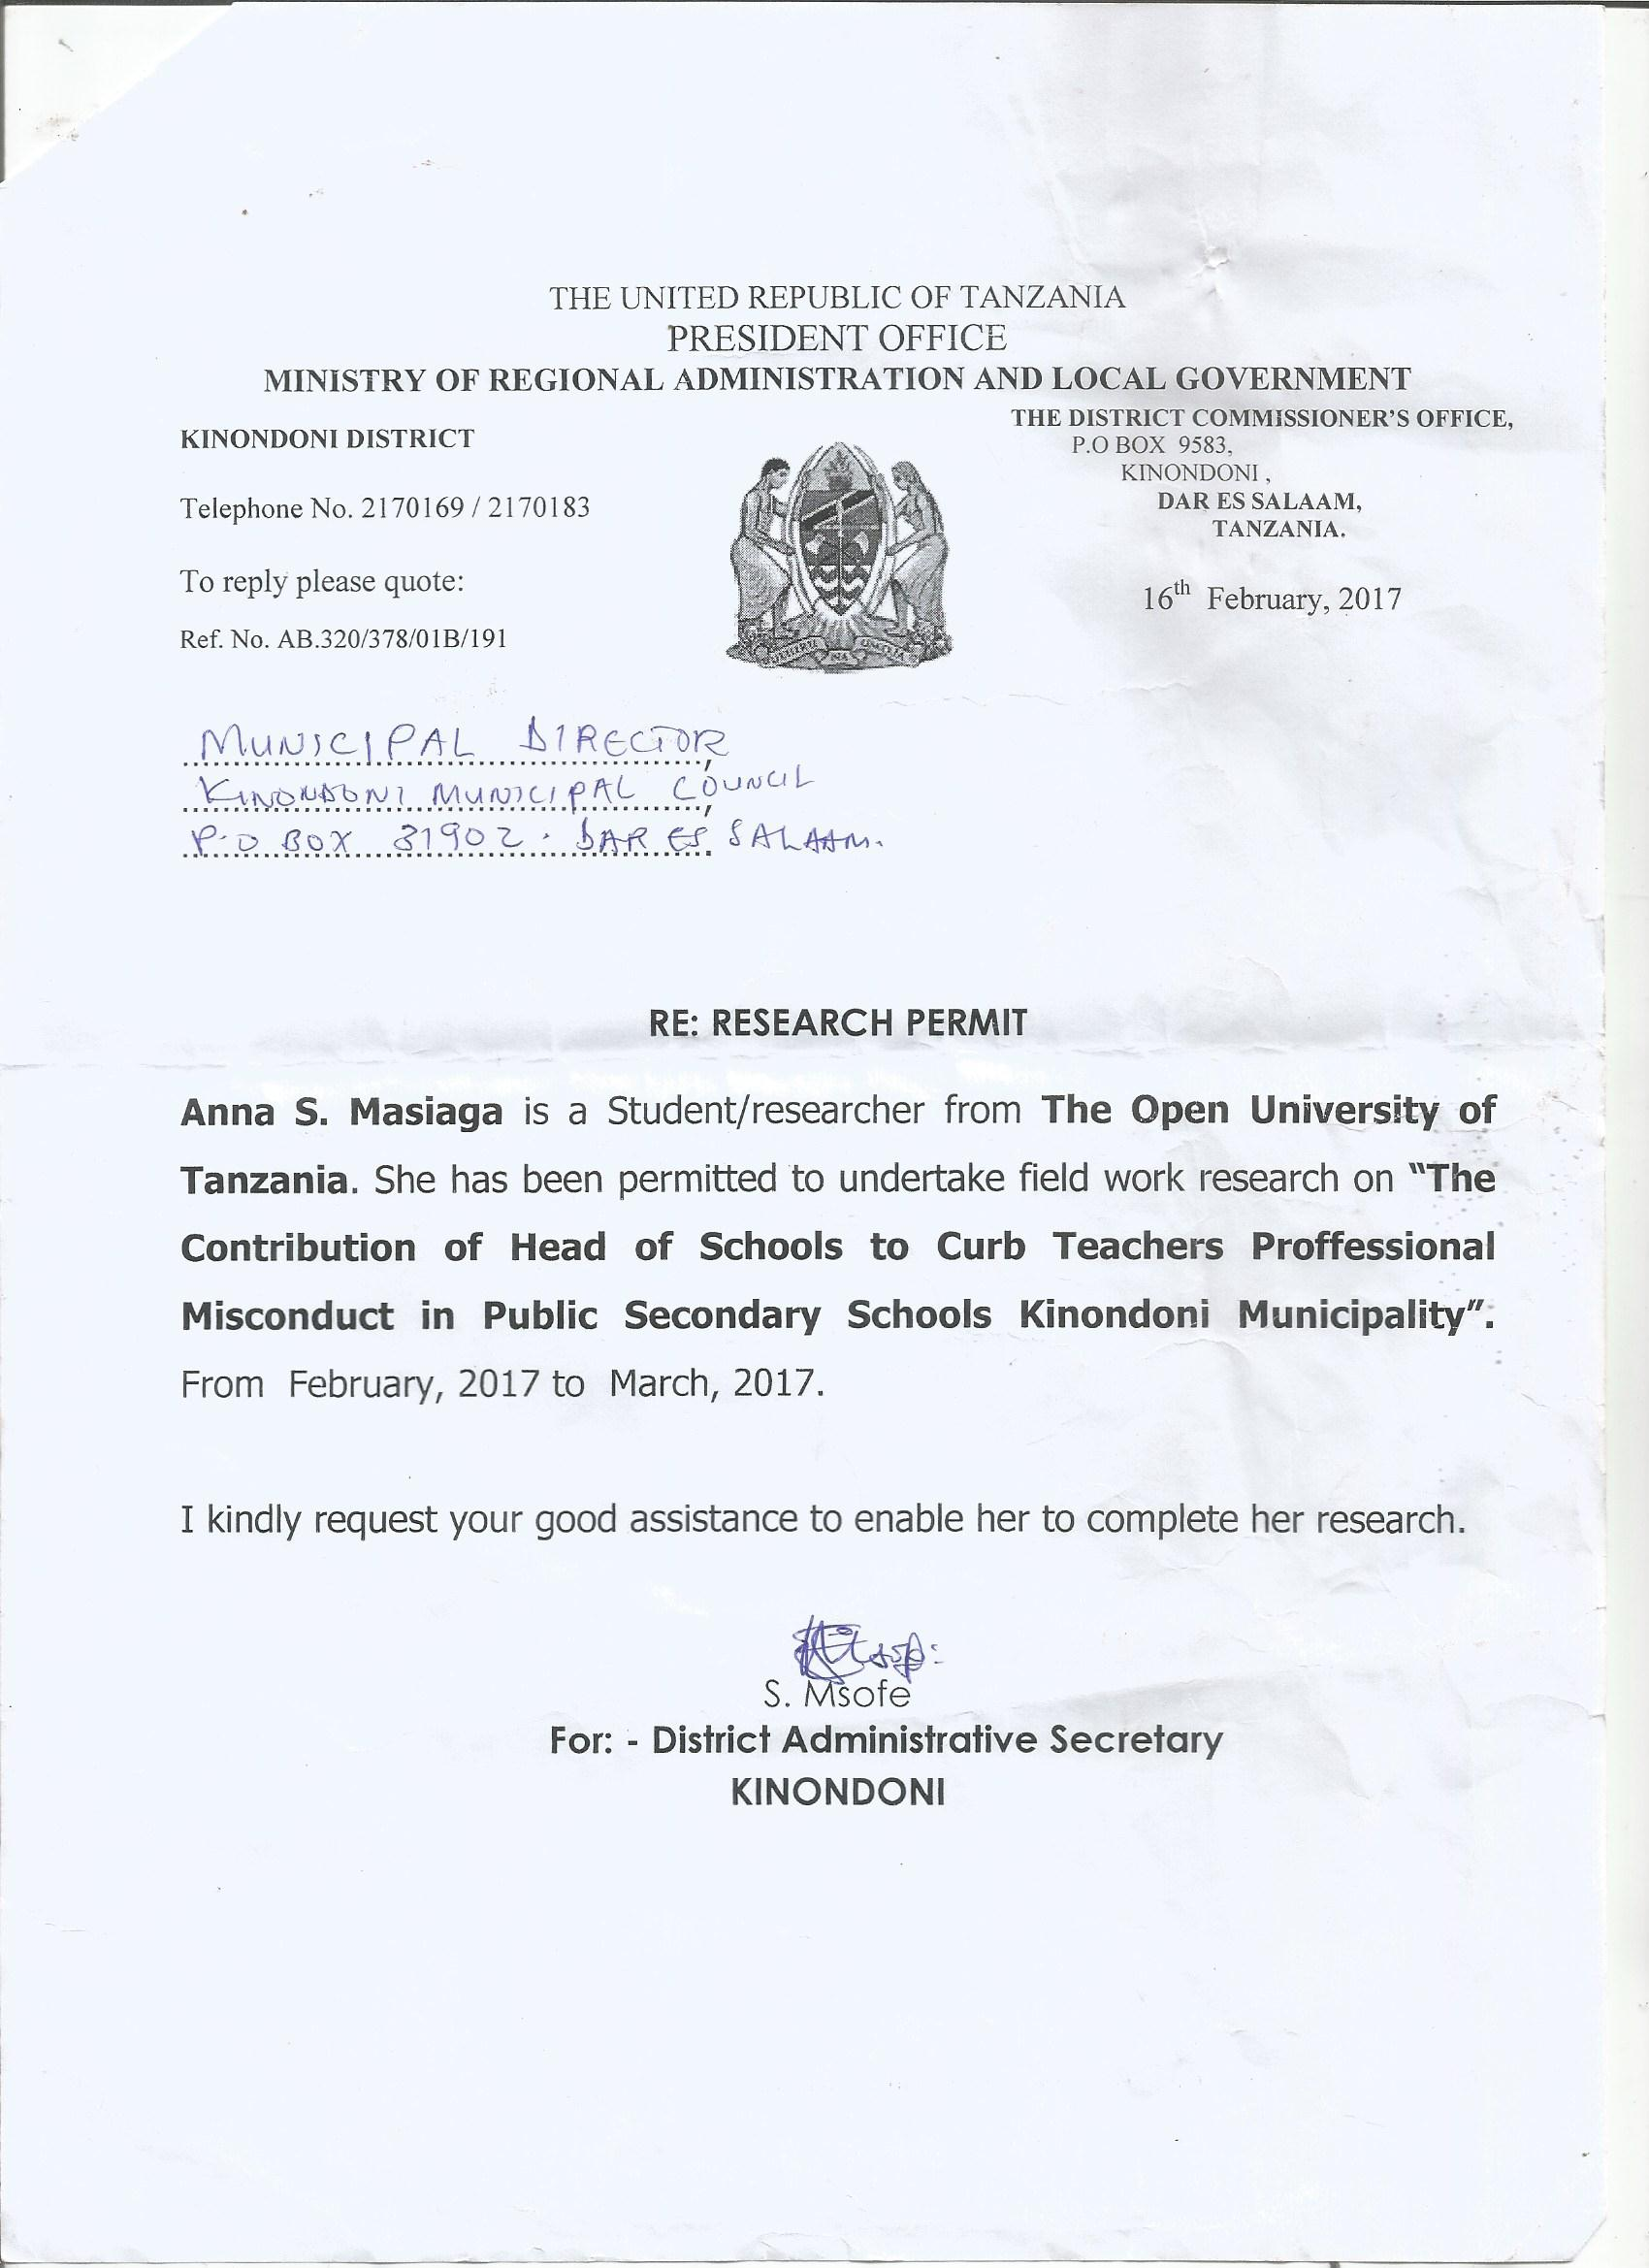 THE UNITED REPUBLIC OF TANZANIA
PRESIDENT OFFICE
MINISTRY OF REGIONAL ADMINISTRATION AND LOCAL GOVERNMENT
THE DISTRICT COMMISSIONER'S OFFICE,
KINONDONI DISTRICT
P.O BOX 9583,
KINONDONI ,
Telephone No. 2170169 / 2170183
DAR ES SALAAM,
TANZANIA.
To reply please quote:
16th February, 2017
Ref. No. AB.320/378/01B/191
UHURU NA UMOJA
MUNICIPAL DIRECTOR,
KINONDONI MUNICIPAL COUNCIL,
P.O BOX 31902. DAR ES SALAAM.
RE: RESEARCH PERMIT
Anna S. Masiaga is a Student/researcher from The Open University of
Tanzania. She has been permitted to undertake field work research on "The
Contribution of Head of Schools to Curb Teachers Proffessional
Misconduct in Public Secondary Schools Kinondoni Municipality".
From February, 2017 to March, 2017.
I kindly request your good assistance to enable her to complete her research.
S. Msofe
For: - District Administrative Secretary
KINONDONI